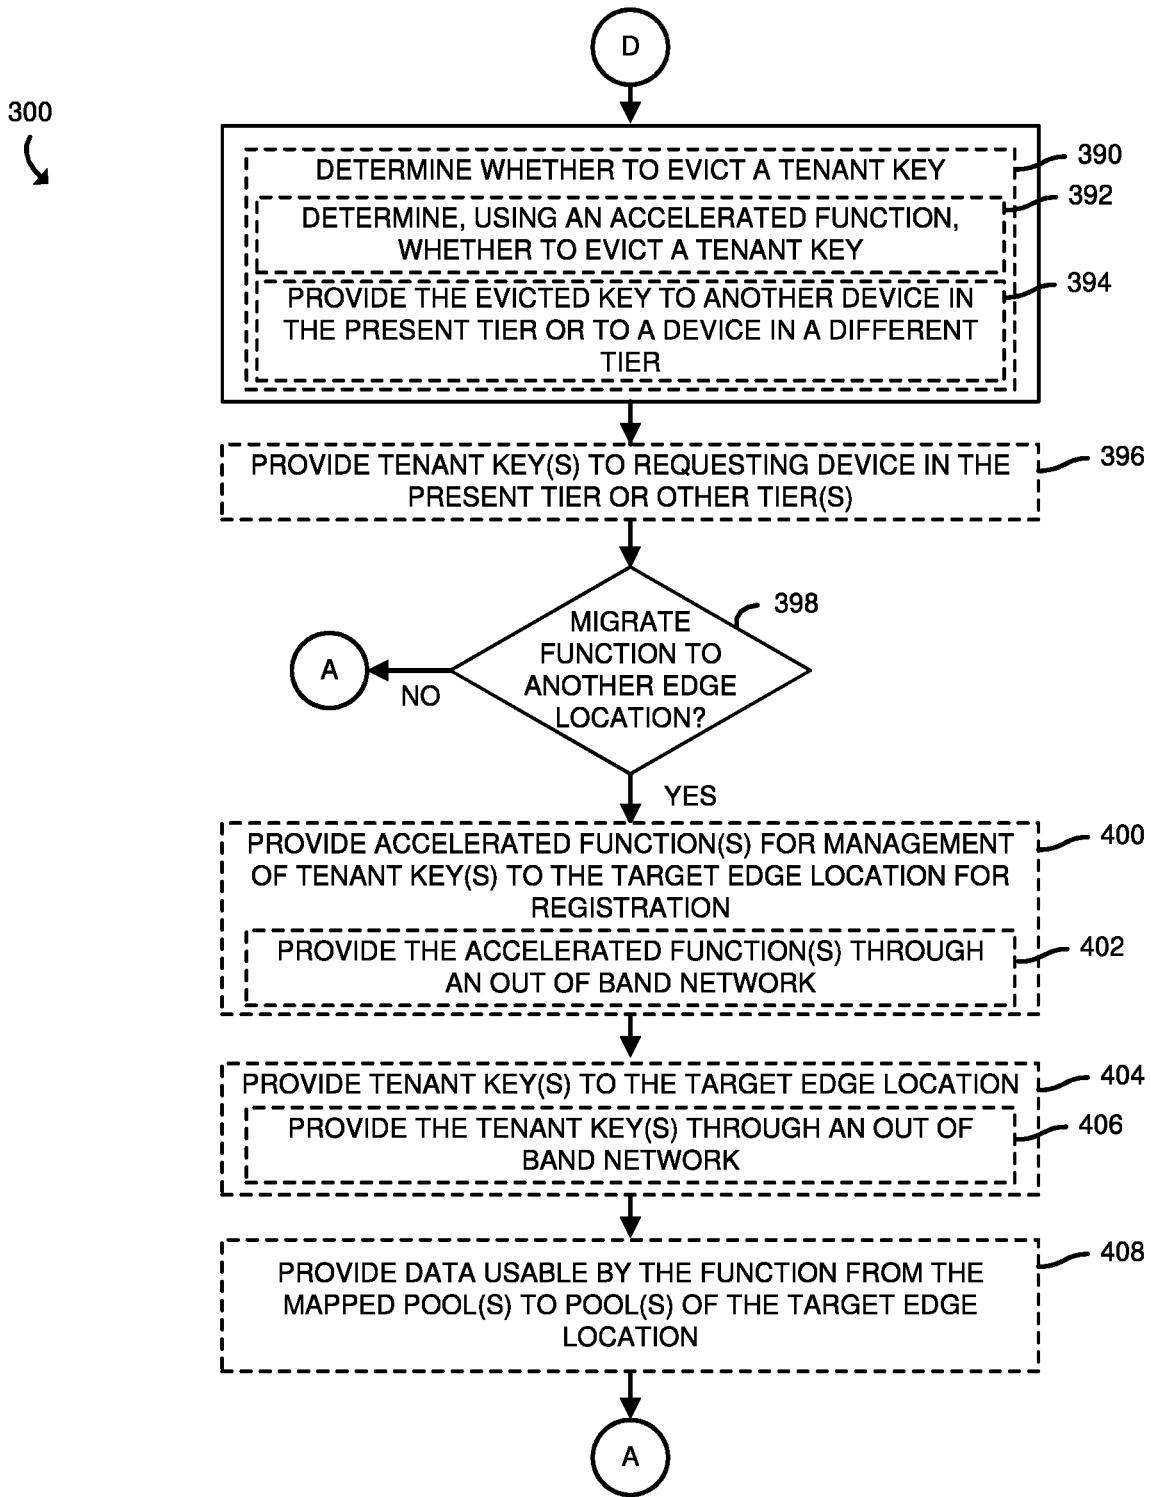 D
300
DETERMINE WHETHER TO EVICT A TENANT KEY
390
DETERMINE, USING AN ACCELERATED FUNCTION,
WHETHER TO EVICT A TENANT KEY
392
PROVIDE THE EVICTED KEY TO ANOTHER DEVICE IN
THE PRESENT TIER OR TO A DEVICE IN A DIFFERENT
TIER
394
PROVIDE TENANT KEY(S) TO REQUESTING DEVICE IN THE
PRESENT TIER OR OTHER TIER(S)
396
MIGRATE
FUNCTION TO
ANOTHER EDGE
LOCATION?
398
A
NO
YES
PROVIDE ACCELERATED FUNCTION(S) FOR MANAGEMENT
OF TENANT KEY(S) TO THE TARGET EDGE LOCATION FOR
REGISTRATION
400
PROVIDE THE ACCELERATED FUNCTION(S) THROUGH
AN OUT OF BAND NETWORK
402
PROVIDE TENANT KEY(S) TO THE TARGET EDGE LOCATION
404
PROVIDE THE TENANT KEY(S) THROUGH AN OUT OF
BAND NETWORK
406
PROVIDE DATA USABLE BY THE FUNCTION FROM THE
MAPPED POOL(S) TO POOL(S) OF THE TARGET EDGE
LOCATION
408
A